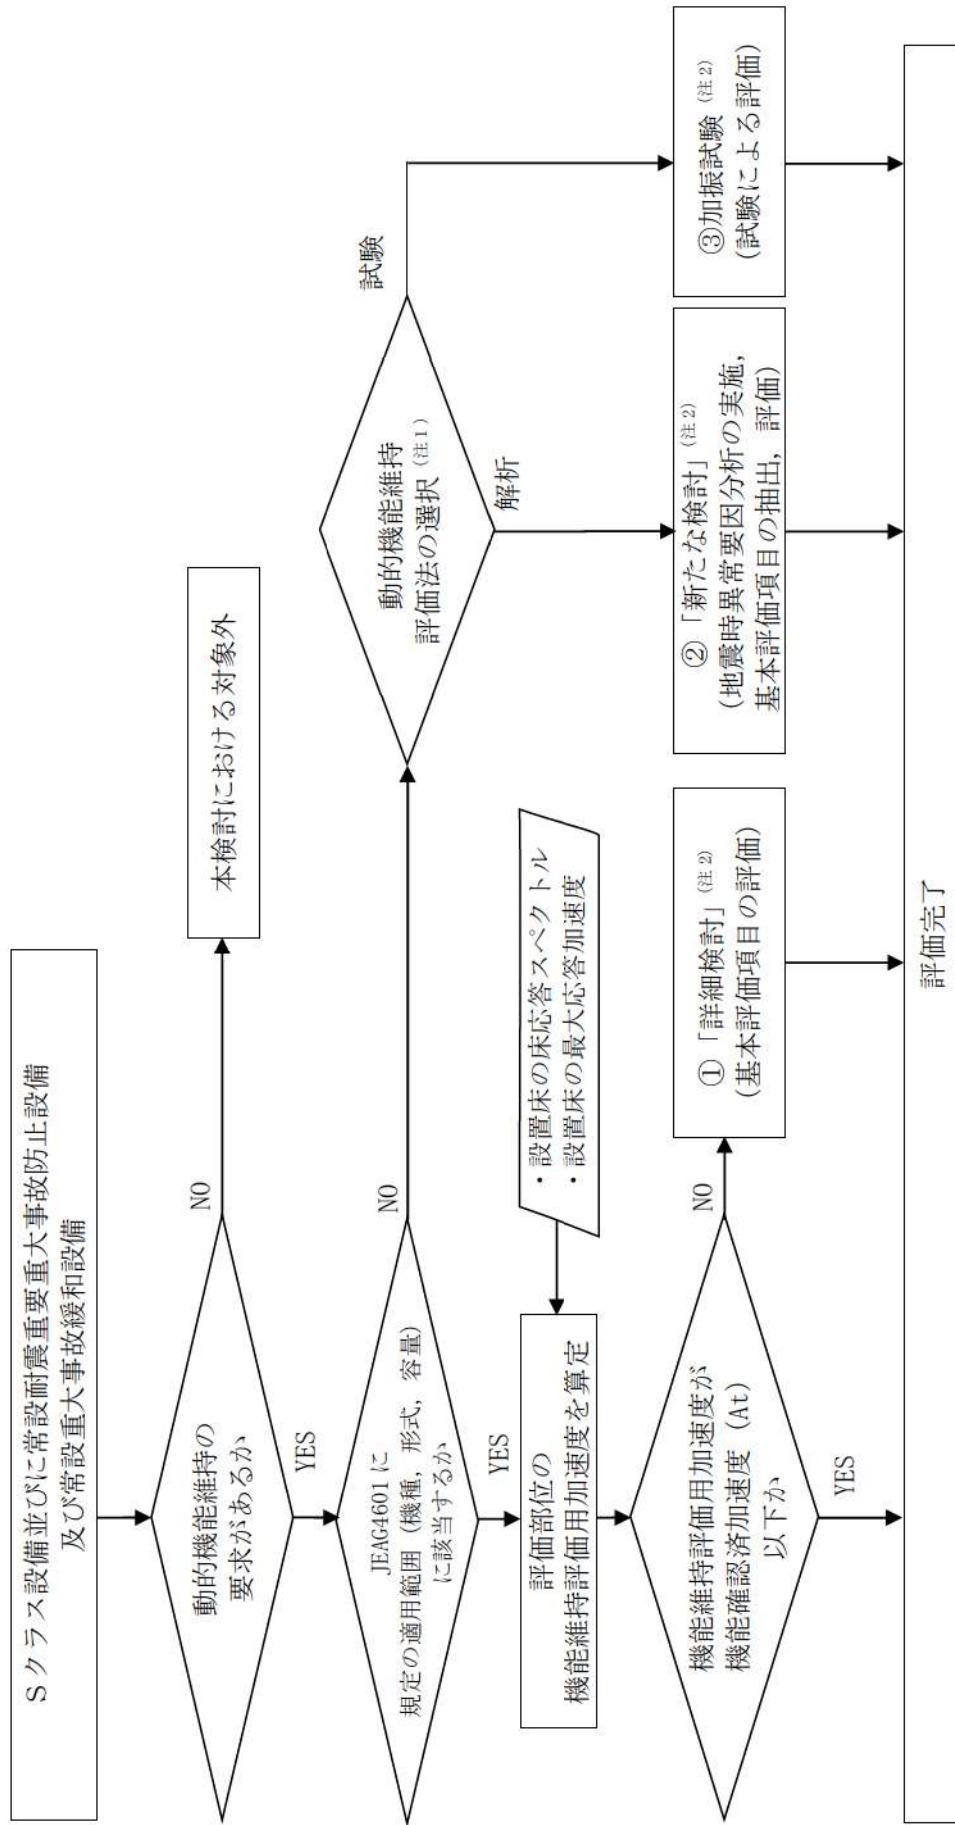 Sクラス設備並びに常設耐震重要重大事故防止設備
及び常設重大事故緩和設備
動的機能維持の
要求があるか
NO
本検討における対象外
YES
JEAG4601に
規定の適用範囲（機種，形式，容量）
に該当するか
NO
動的機能維持
評価法の選択(注1)
試験
解析
YES
評価部位の
機能維持評価用加速度を算定
・設置床の床応答スペクトル
・設置床の最大応答加速度
機能維持評価用加速度が
機能確認済加速度（At）
以下か
NO
YES
①「詳細検討」(注2)
(基本評価項目の評価)
②「新たな検討」(注2)
(地震時異常要因分析の実施，
基本評価項目の抽出，評価)
③加振試験(注2)
(試験による評価)
評価完了